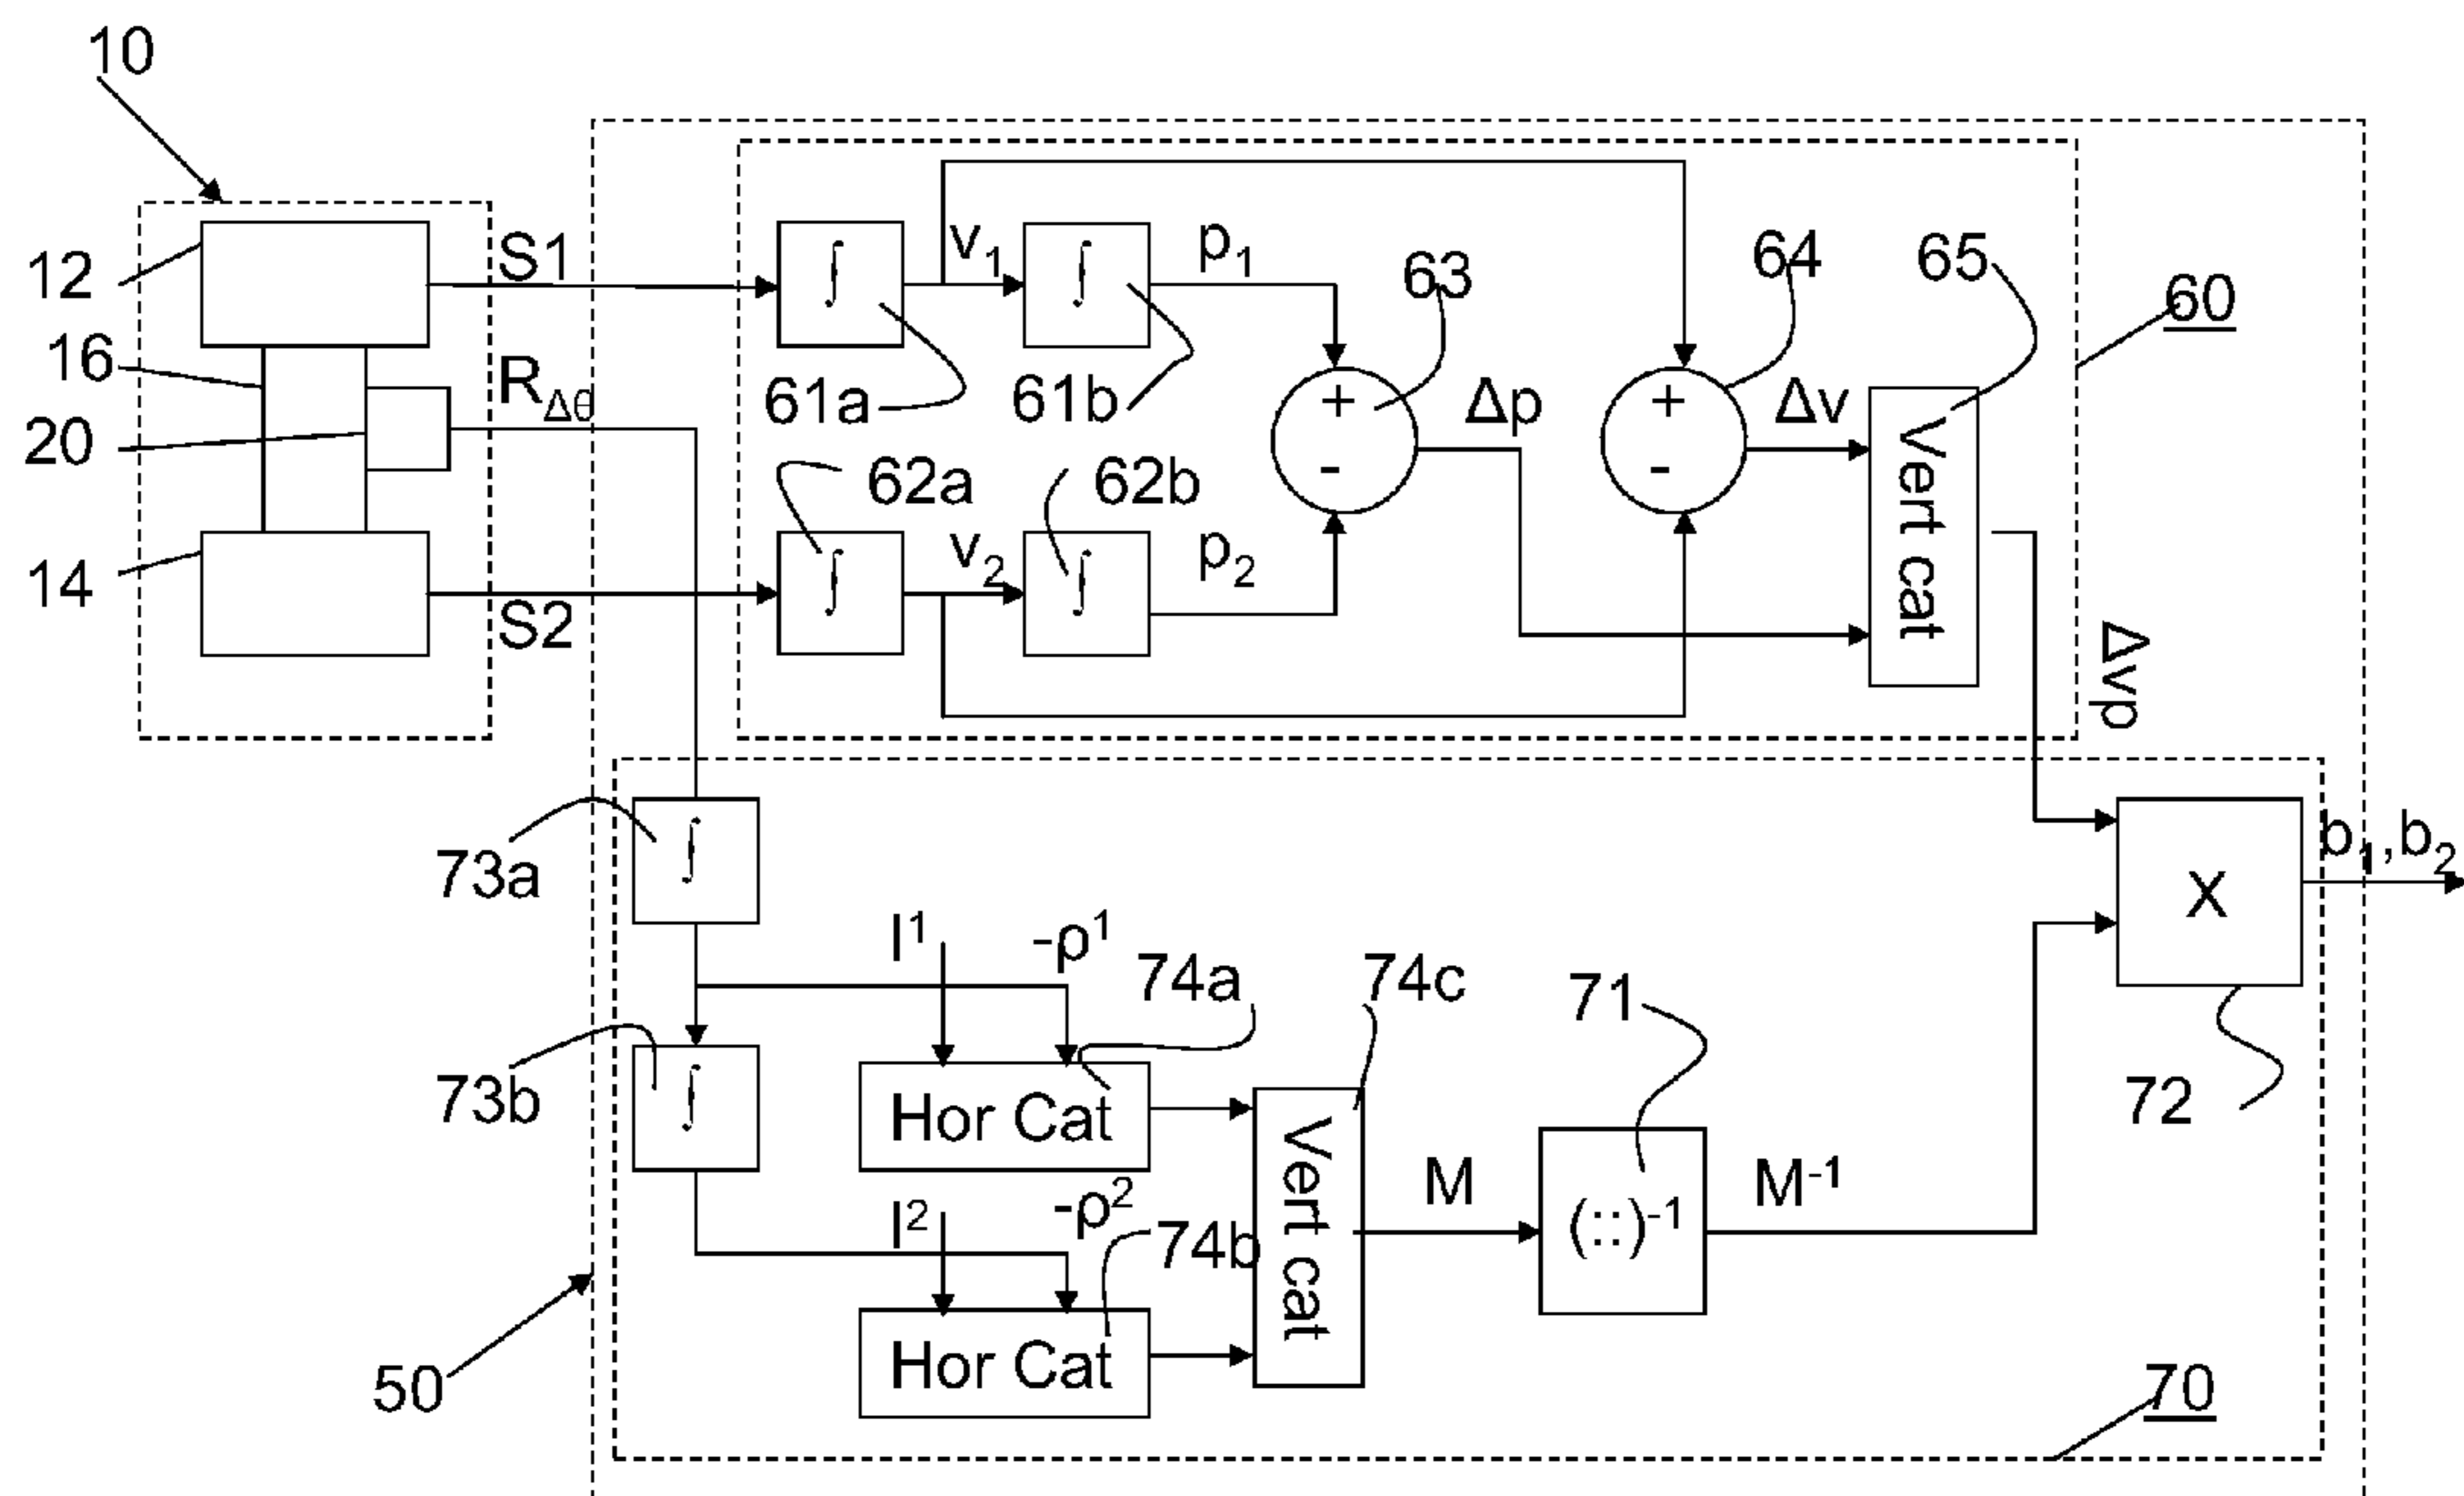 10
12
16
20
14
S1
R Δθ
S2
∫
v1
∫
p1
61a
61b
63
64
65
60
+
-
Δp
+
-
Δv
Vert cat
62a
62b
∫
v2
∫
p2
Δvp
∫
73a
I¹
-ρ¹
74a
74c
71
X
b1,b2
72
∫
73b
Hor Cat
I²
-ρ²
74b
Hor Cat
Vert cat
M
(::)⁻¹
M⁻¹
50
70